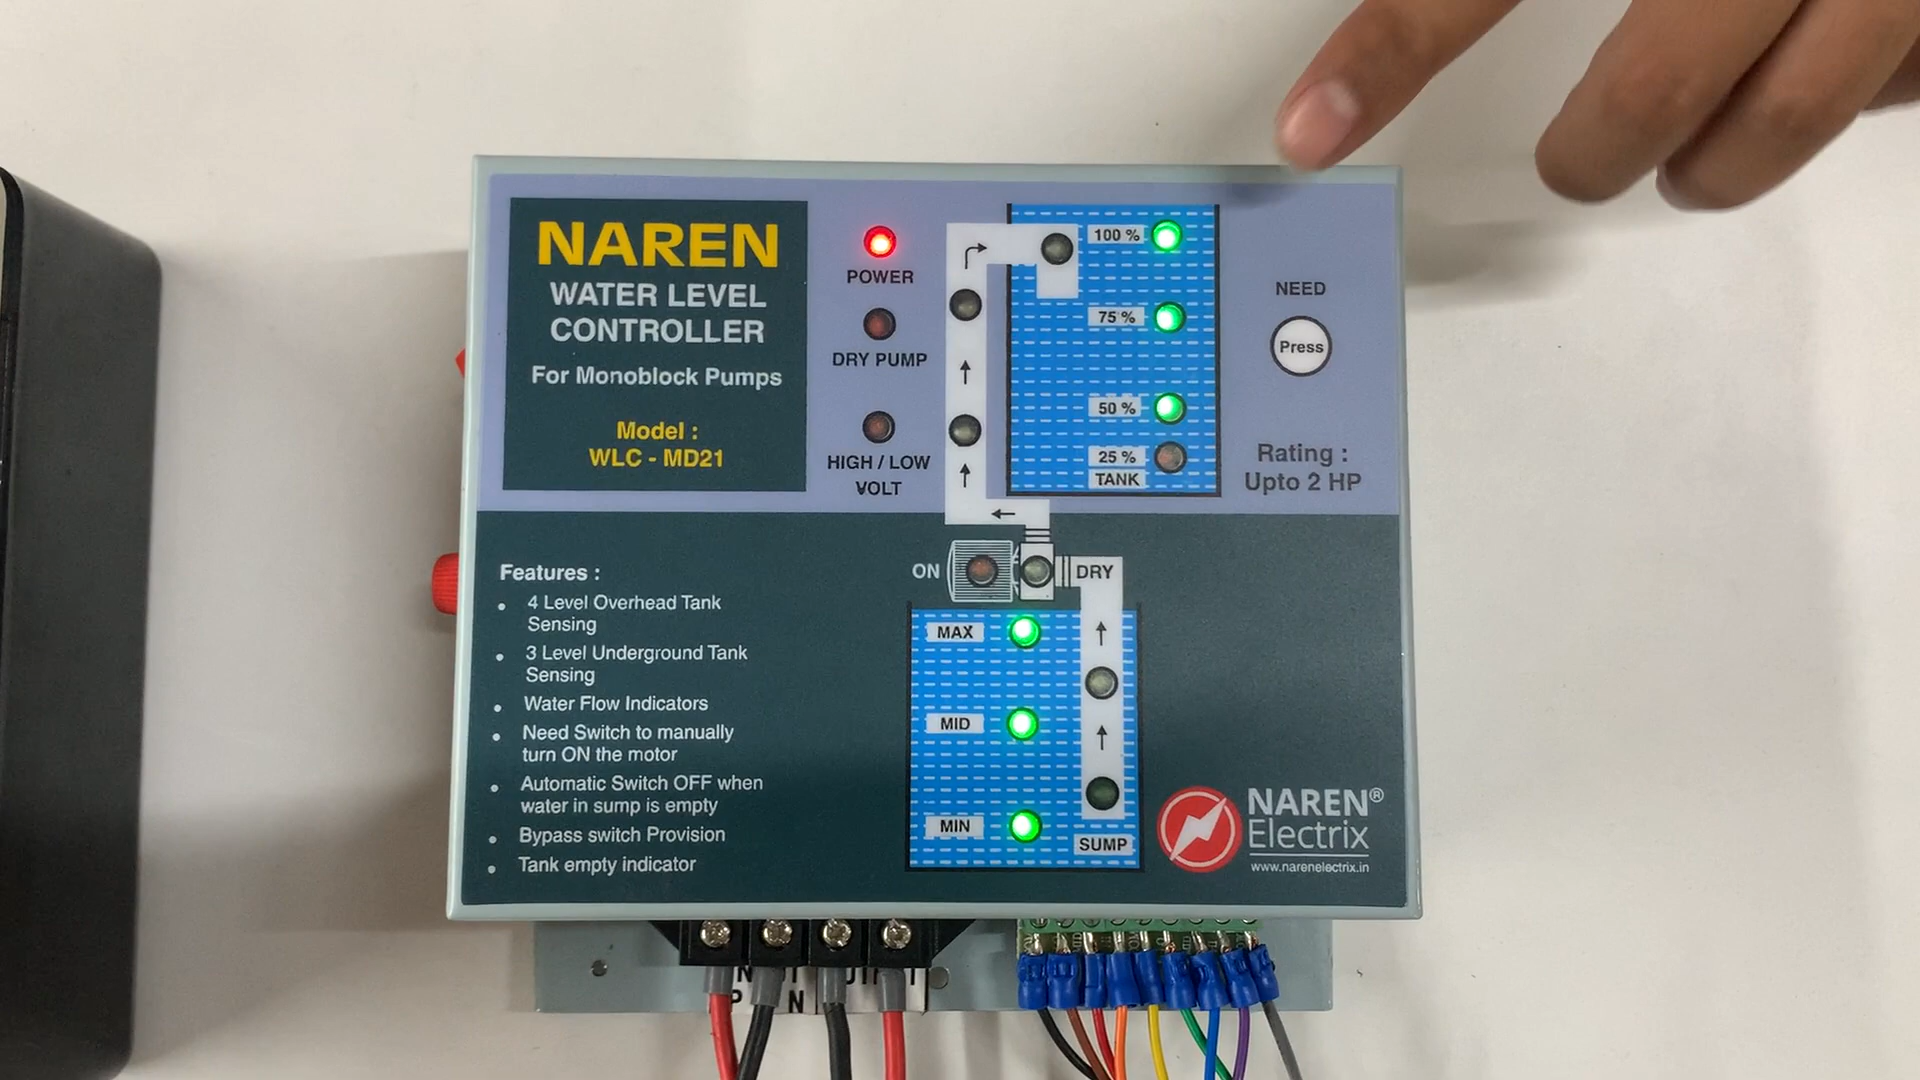 NAREN
WATER LEVEL
CONTROLLER
For Monoblock Pumps
Model :
WLC - MD21
POWER
DRY PUMP
HIGH / LOW
VOLT
100 %
75 %
50 %
25 %
TANK
NEED
Press
Rating :
Upto 2 HP
Features :
• 4 Level Overhead Tank
Sensing
• 3 Level Underground Tank
Sensing
• Water Flow Indicators
• Need Switch to manually
turn ON the motor
• Automatic Switch OFF when
water in sump is empty
• Bypass switch Provision
• Tank empty indicator
ON
DRY
MAX
MID
MIN
SUMP
NAREN®
Electrix
www.narenelectrix.in
P
N